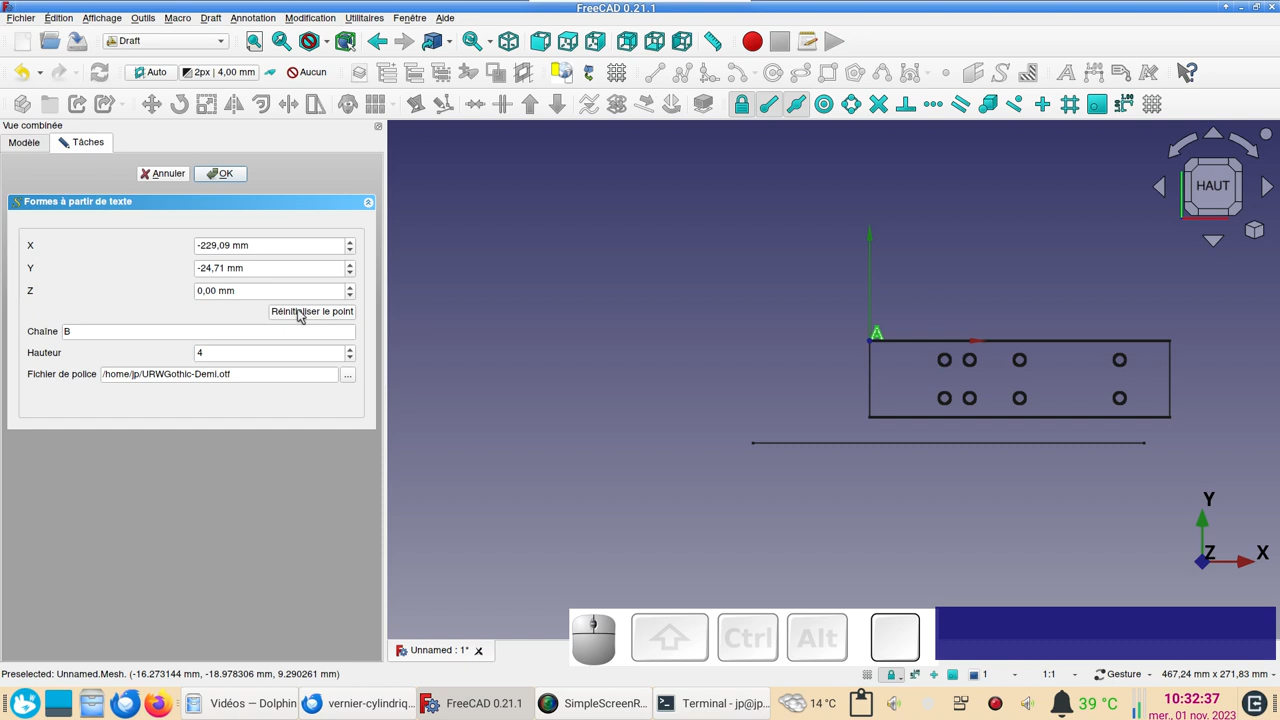 FreeCAD 0.21.1
Fichier Édition Affichage Outils Macro Draft Annotation Modification Utilitaires Fenêtre Aide
Draft
Auto 2px | 4,00 mm Aucun
Vue combinée
Modèle Tâches
Annuler OK
Formes à partir de texte
X -229,09 mm
Y -24,71 mm
Z 0,00 mm
Réinitialiser le point
Chaîne B
Hauteur 4
Fichier de police /home/jp/URWGothic-Demi.otf ...
HAUT
A
Y
Z X
Ctrl Alt
Unnamed : 1*
Preselected: Unnamed.Mesh. (-16.273144 mm, -18.978306 mm, 9.290261 mm) 1 1:1 Gesture 467,24 mm x 271,83 mm
— Dolphin vernier-cylindriq... FreeCAD 0.21.1 SimpleScreenR... Terminal - jp@jp... 14 °C 39 °C 10:32:37
mer., 01 nov. 2023